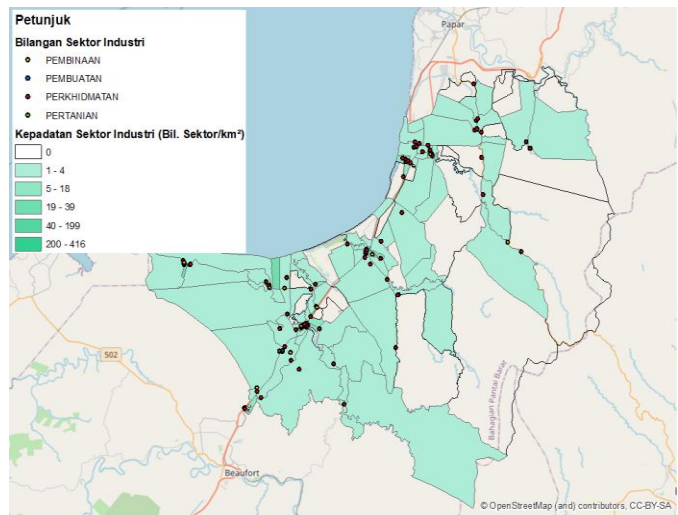 Petunjuk
Bilangan Sektor Industri
PEMBINAAN
PEMBUATAN
PERKHIDMATAN
PERTANIAN
Kepadatan Sektor Industri (Bil. Sektor/km²)
0
1 - 4
5 - 18
19 - 39
40 - 199
200 - 416
Papar
502
Bahagian Pantai Barat
Beaufort
© OpenStreetMap (and) contributors, CC-BY-SA